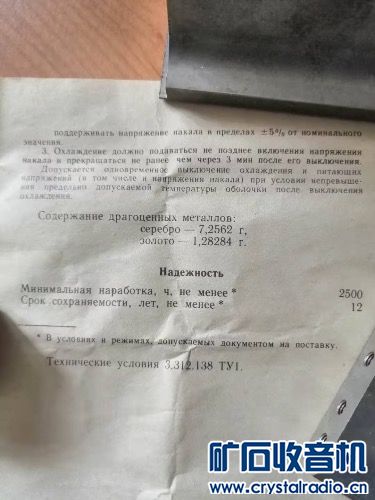 поддерживать напряжение накала в пределах ±5% от номинального
значения.
3. Охлаждение должно подаваться не позднее включения напряжения
накала и прекращаться не ранее чем через 3 мин после его выключения.
Допускается одновременное выключение охлаждения и питающих
напряжений (в том числе и напряжения накала) при условии непревыше-
ния предельно допускаемой температуры оболочки после выключения
охлаждения.
Содержание драгоценных металлов:
серебро — 7,2562 г,
золото — 1,28284 г.
Надежность
Минимальная наработка, ч, не менее * 2500
Срок сохраняемости, лет, не менее * 12
* В условиях и режимах, допускаемых документом на поставку.
Технические условия 3.312.138 ТУ1.
矿石收音机
www.crystalradio.cn